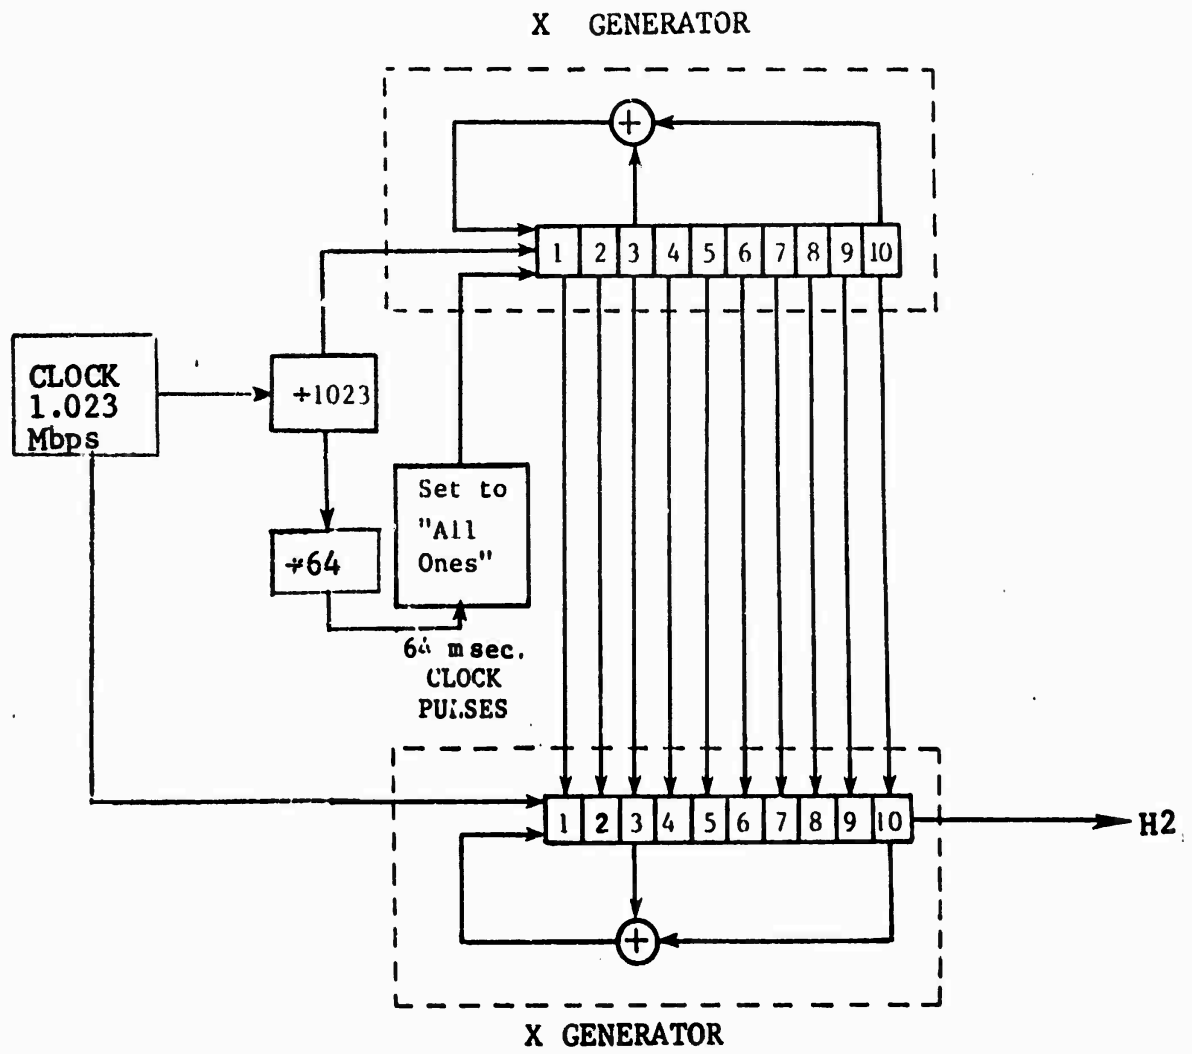 X GENERATOR
+
1 2 3 4 5 6 7 8 9 10
CLOCK
1.023
Mbps
+1023
÷64
Set to
"All
Ones"
64 msec.
CLOCK
PULSES
1 2 3 4 5 6 7 8 9 10
H2
+
X GENERATOR